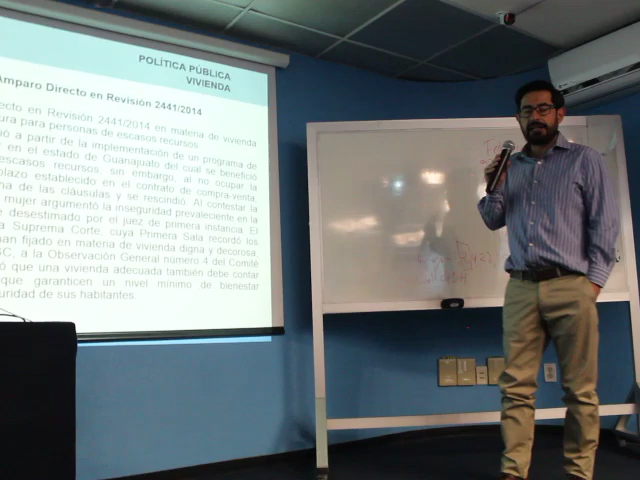 POLÍTICA PÚBLICA
VIVIENDA
Amparo Directo en Revisión 2441/2014
ecto en Revisión 2441/2014 en materia de vivienda
ura para personas de escasos recursos
ió a partir de la implementación de un programa de
en el estado de Guanajuato del cual se benefició
escasos recursos, sin embargo, al no ocupar la
plazo establecido en el contrato de compra-venta
na de las cláusulas y se rescindió. Al contestar la
mujer argumentó la inseguridad prevaleciente en la
e desestimado por el juez de primera instancia. El
a Suprema Corte, cuya Primera Sala recordó los
han fijado en materia de vivienda digna y decorosa,
SC, a la Observación General numero 4 del Comité
ó que una vivienda adecuada también debe contar
que garanticen un nivel mínimo de bienestar
uridad de sus habitantes.